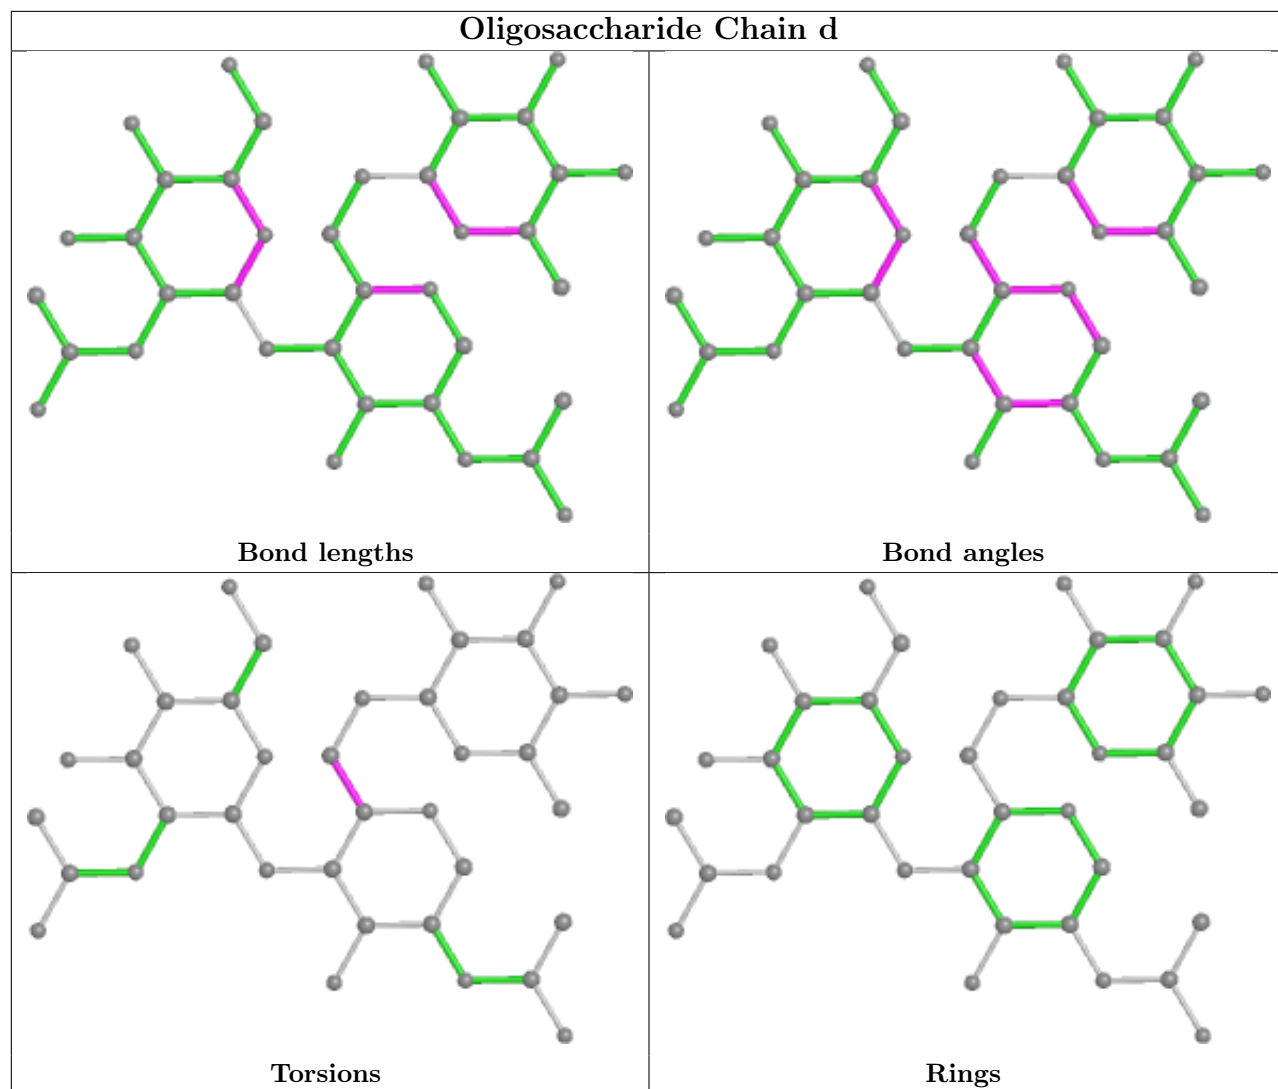 Oligosaccharide Chain d
Bond lengths
Bond angles
Torsions
Rings